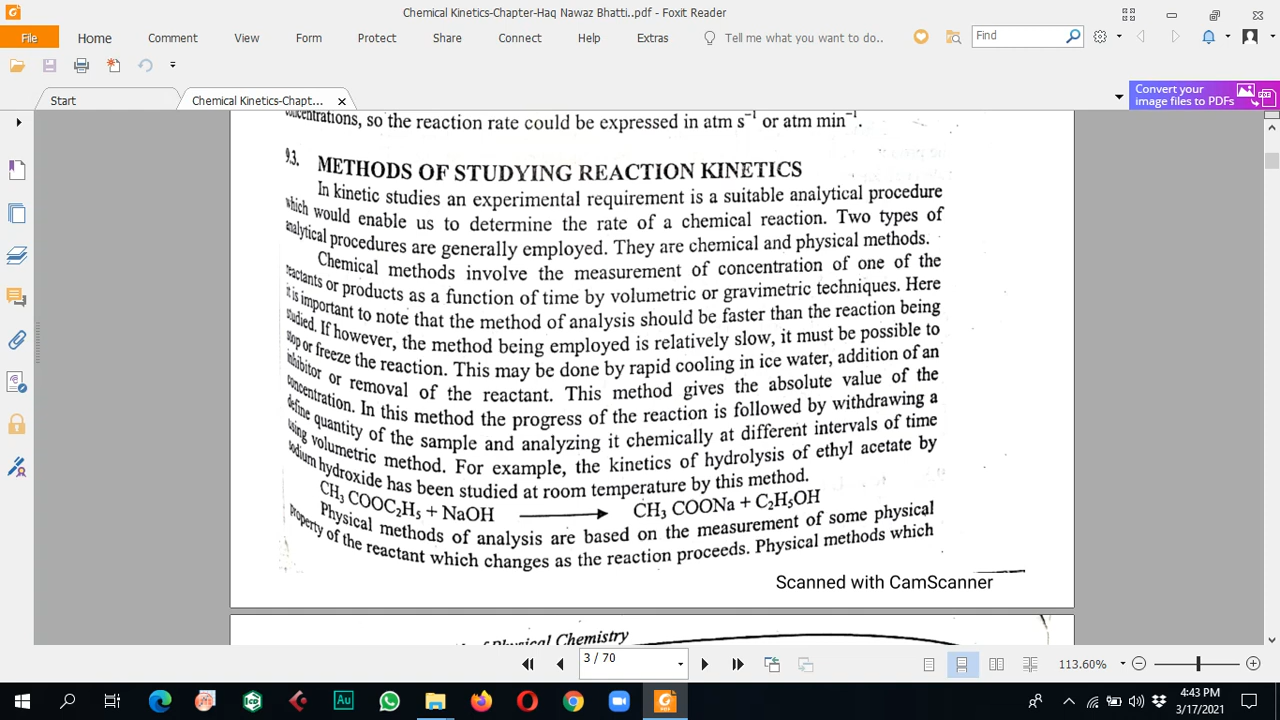 Chemical Kinetics-Chapter-Haq Nawaz Bhatti..pdf - Foxit Reader
File Home Comment View Form Protect Share Connect Help Extras Tell me what you want to do.. Find
Start Chemical Kinetics-Chapt... Convert your
image files to PDFs
concentrations, so the reaction rate could be expressed in atm s⁻¹ or atm min⁻¹.
9.3. METHODS OF STUDYING REACTION KINETICS
In kinetic studies an experimental requirement is a suitable analytical procedure
which would enable us to determine the rate of a chemical reaction. Two types of
analytical procedures are generally employed. They are chemical and physical methods.
Chemical methods involve the measurement of concentration of one of the
reactants or products as a function of time by volumetric or gravimetric techniques. Here
it is important to note that the method of analysis should be faster than the reaction being
studied. If however, the method being employed is relatively slow, it must be possible to
stop or freeze the reaction. This may be done by rapid cooling in ice water, addition of an
inhibitor or removal of the reactant. This method gives the absolute value of the
concentration. In this method the progress of the reaction is followed by withdrawing a
define quantity of the sample and analyzing it chemically at different intervals of time
using volumetric method. For example, the kinetics of hydrolysis of ethyl acetate by
sodium hydroxide has been studied at room temperature by this method.
CH₃ COOC₂H₅ + NaOH ⟶ CH₃ COONa + C₂H₅OH
Physical methods of analysis are based on the measurement of some physical
property of the reactant which changes as the reaction proceeds. Physical methods which
Scanned with CamScanner
of Physical Chemistry
3 / 70 113.60%
4:43 PM
3/17/2021